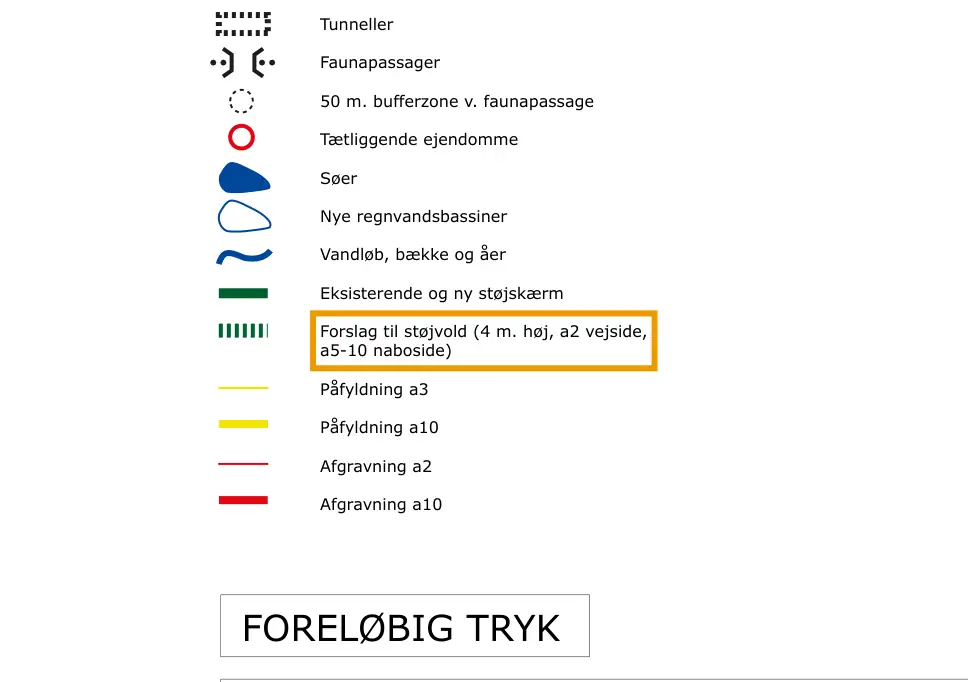 Tunneller
Faunapassager
50 m. bufferzone v. faunapassage
Tætliggende ejendomme
Søer
Nye regnvandsbassiner
Vandløb, bække og åer
Eksisterende og ny støjskærm
Forslag til støjvold (4 m. høj, a2 vejside,
a5-10 naboside)
Påfyldning a3
Påfyldning a10
Afgravning a2
Afgravning a10
FORELØBIG TRYK